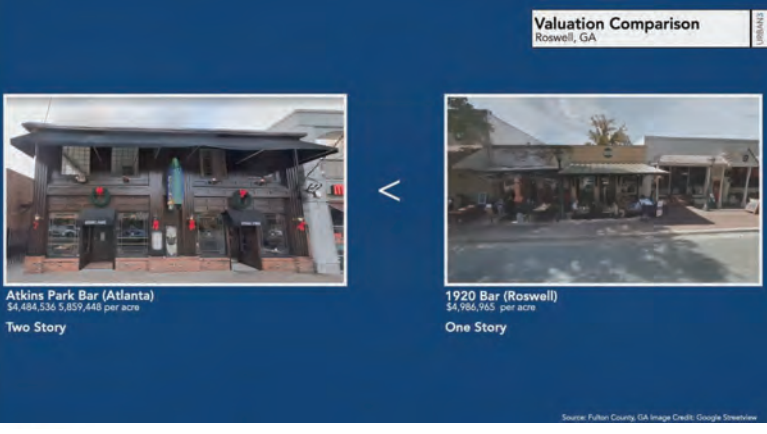 Valuation Comparison
Roswell, GA
URBAN3
<
Atkins Park Bar (Atlanta)
$4,484,536 5,859,448 per acre
Two Story
1920 Bar (Roswell)
$4,986,965 per acre
One Story
Source: Fulton County, GA Image Credit: Google Streetview